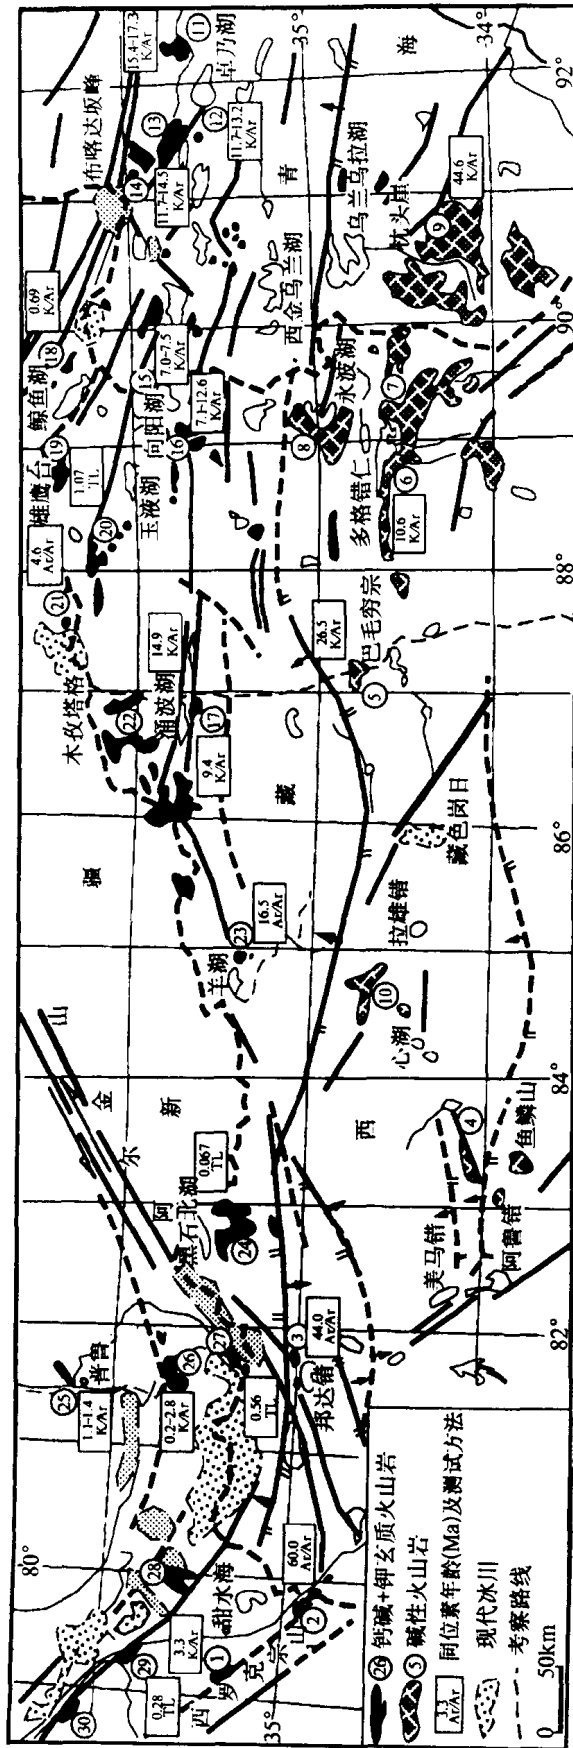 80°
82°
84°
86°
88°
90°
92°
35°
35°
34°
30
29
28
25
26
27
24
23
22
21
20
19
18
17
16
15
14
13
12
11
10
9
8
7
6
5
4
3
2
1
0.28
TL
3.3
K/Ar
1.1-1.4
K/Ar
0.2-2.8
K/Ar
0.56
TL
60.0
Ar/Ar
44.0
Ar/Ar
0.067
TL
16.5
Ar/Ar
9.4
K/Ar
14.9
K/Ar
26.5
K/Ar
4.6
Ar/Ar
1.07
TL
10.6
K/Ar
7.1-12.6
K/Ar
7.0-7.5
K/Ar
0.69
K/Ar
11.7-14.5
K/Ar
15.4-17.3
K/Ar
11.7-13.2
K/Ar
44.6
K/Ar
普鲁
甜水海
西罗克宗山
邦达错
黑石北湖
阿尔金山
新疆
西藏
青海
羊湖
心湖
拉雄错
美马错
阿鲁错
鱼鳞山
藏色岗日
巴毛穷宗
多格错仁
永波湖
木孜塔格
涌波湖
雄鹰台
玉液湖
向阳湖
鲸鱼湖
西金乌兰湖
乌兰乌拉湖
枕头崖
布喀达坂峰
卓乃湖
26 钙碱+钾玄质火山岩
5 碱性火山岩
3.3
Ar/Ar
同位素年龄(Ma)及测试方法
现代冰川
考察路线
0 50km